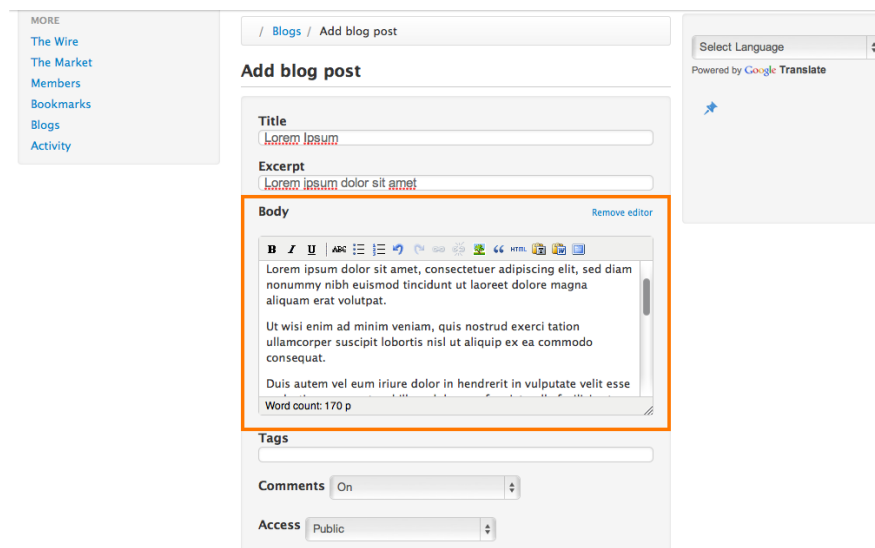 MORE
The Wire
The Market
Members
Bookmarks
Blogs
Activity
/ Blogs / Add blog post
Add blog post
Title
Lorem Ipsum
Excerpt
Lorem ipsum dolor sit amet
Body
Remove editor
B I U ABC HTML
Lorem ipsum dolor sit amet, consectetuer adipiscing elit, sed diam
nonummy nibh euismod tincidunt ut laoreet dolore magna
aliquam erat volutpat.
Ut wisi enim ad minim veniam, quis nostrud exerci tation
ullamcorper suscipit lobortis nisl ut aliquip ex ea commodo
consequat.
Duis autem vel eum iriure dolor in hendrerit in vulputate velit esse
Word count: 170 p
Tags
Comments On
Access Public
Select Language
Powered by Google Translate